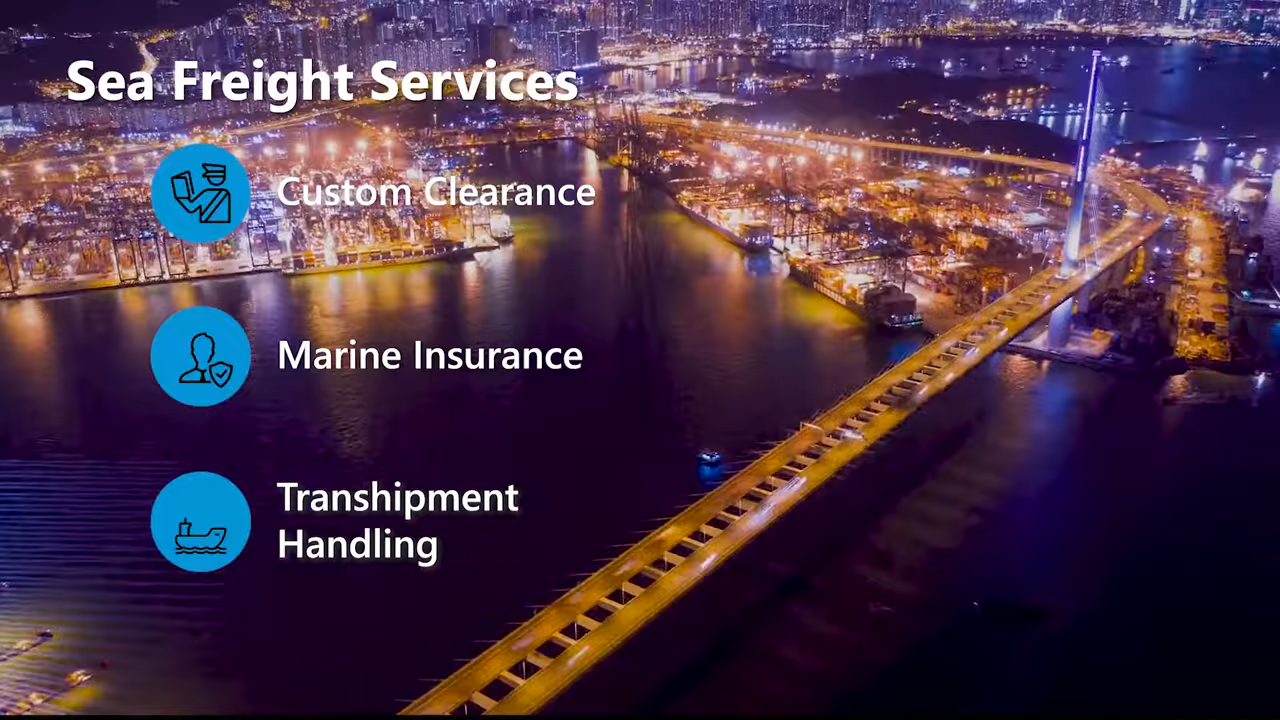 Sea Freight Services
Custom Clearance
Marine Insurance
Transhipment
Handling